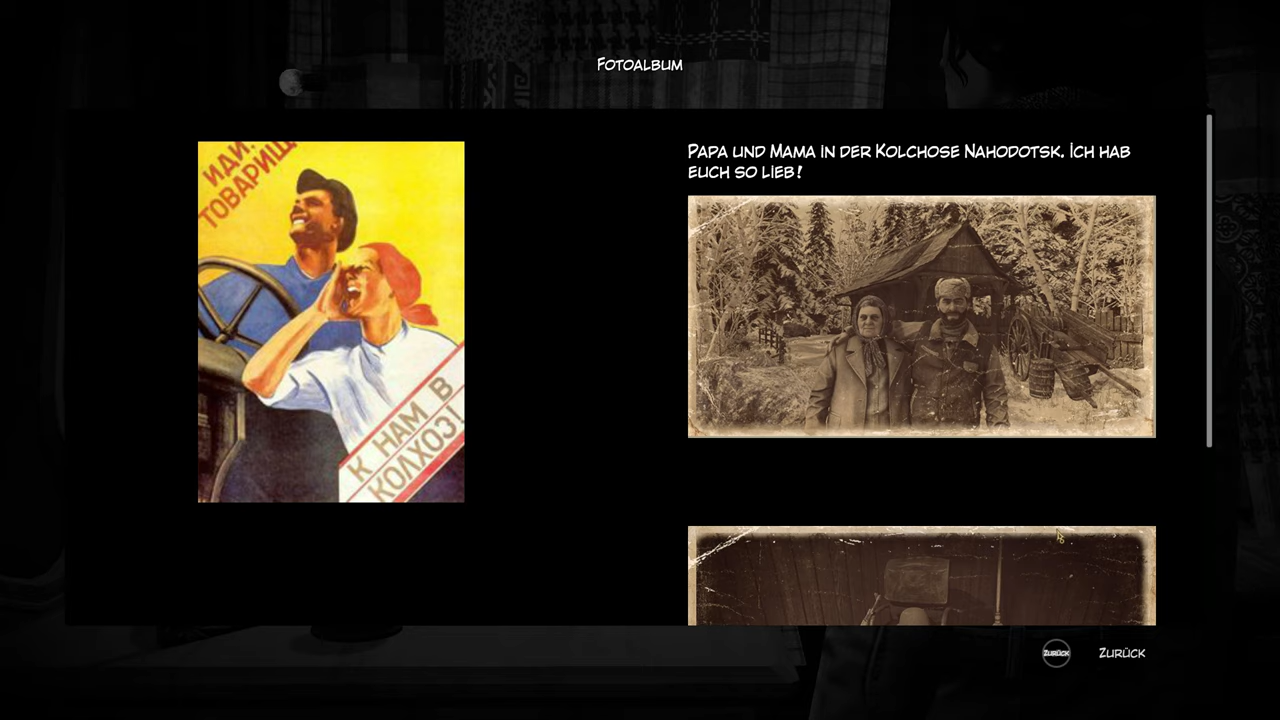 Fotoalbum
ИДИ,
ТОВАРИЩ
К НАМ В
КОЛХОЗ!
Papa und Mama in der Kolchose Nahodotsk. Ich hab
euch so lieb!
Zurück
Zurück